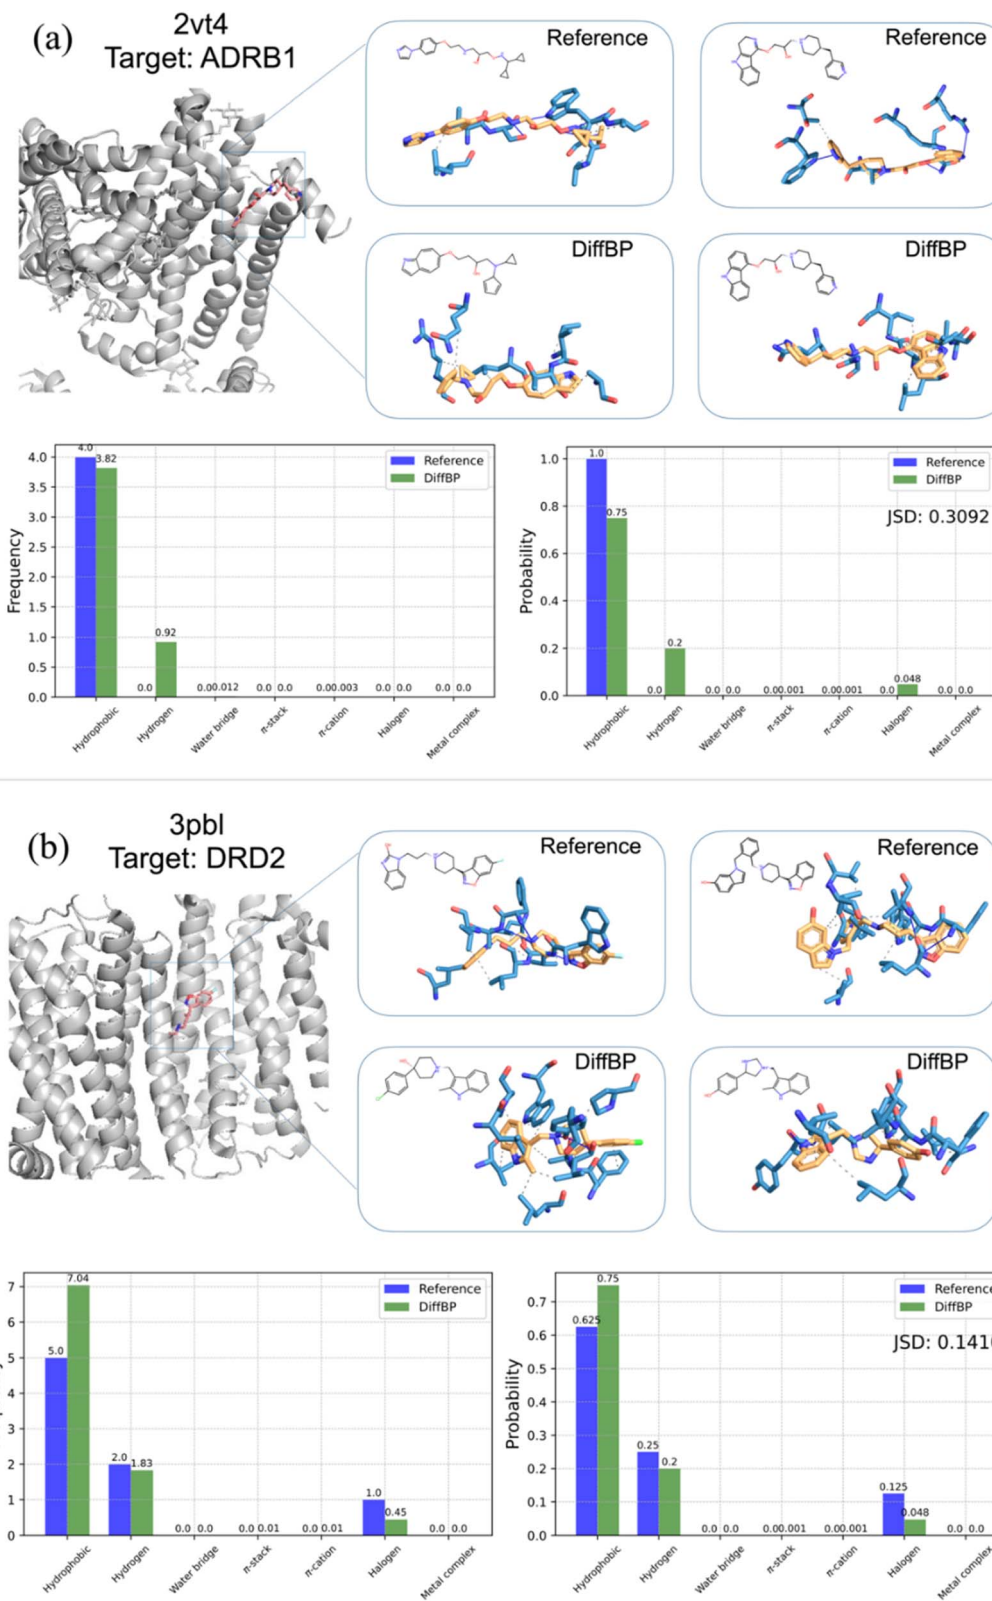 (a)
2vt4
Target: ADRB1
Reference
Reference
DiffBP
DiffBP
Frequency
4.0
3.5
3.0
2.5
2.0
1.5
1.0
0.5
0.0
4.0
3.82
0.0
0.92
0.00.012
0.0 0.0
0.00.003
0.0 0.0
0.0 0.0
Reference
DiffBP
Hydrophobic
Hydrogen
Water bridge
π-stack
π-cation
Halogen
Metal complex
Probability
1.0
0.8
0.6
0.4
0.2
0.0
1.0
0.75
0.0
0.2
0.0 0.0
0.00.001
0.00.001
0.0
0.048
0.0 0.0
Reference
DiffBP
JSD: 0.3092
Hydrophobic
Hydrogen
Water bridge
π-stack
π-cation
Halogen
Metal complex
(b)
3pbl
Target: DRD2
Reference
Reference
DiffBP
DiffBP
7
6
5
4
3
2
1
0
5.0
7.04
2.0
1.83
0.0 0.0
0.0 0.01
0.0 0.01
1.0
0.45
0.0 0.0
Reference
DiffBP
Hydrophobic
Hydrogen
Water bridge
π-stack
π-cation
Halogen
Metal complex
Probability
0.7
0.6
0.5
0.4
0.3
0.2
0.1
0.0
0.625
0.75
0.25
0.2
0.0 0.0
0.00.001
0.00.001
0.125
0.048
0.0 0.0
Reference
DiffBP
JSD: 0.141
Hydrophobic
Hydrogen
Water bridge
π-stack
π-cation
Halogen
Metal complex